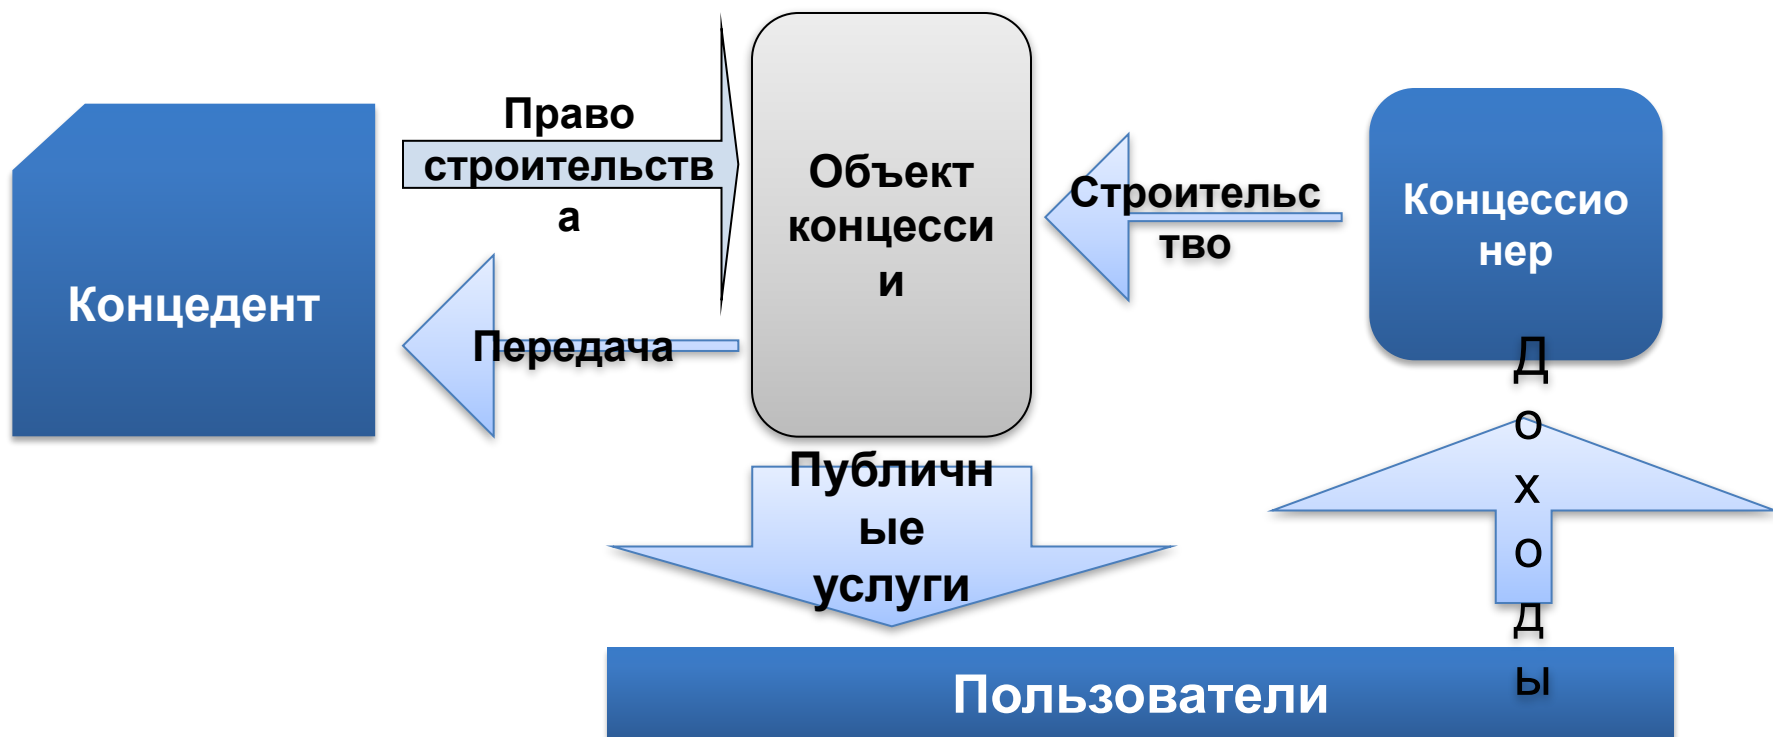 Право
строительств
а
Концедент
Передача
Объект
концесси
и
Строительс
тво
Концессио
нер
Публичн
ые
услуги
Д
о
х
о
д
ы
Пользователи